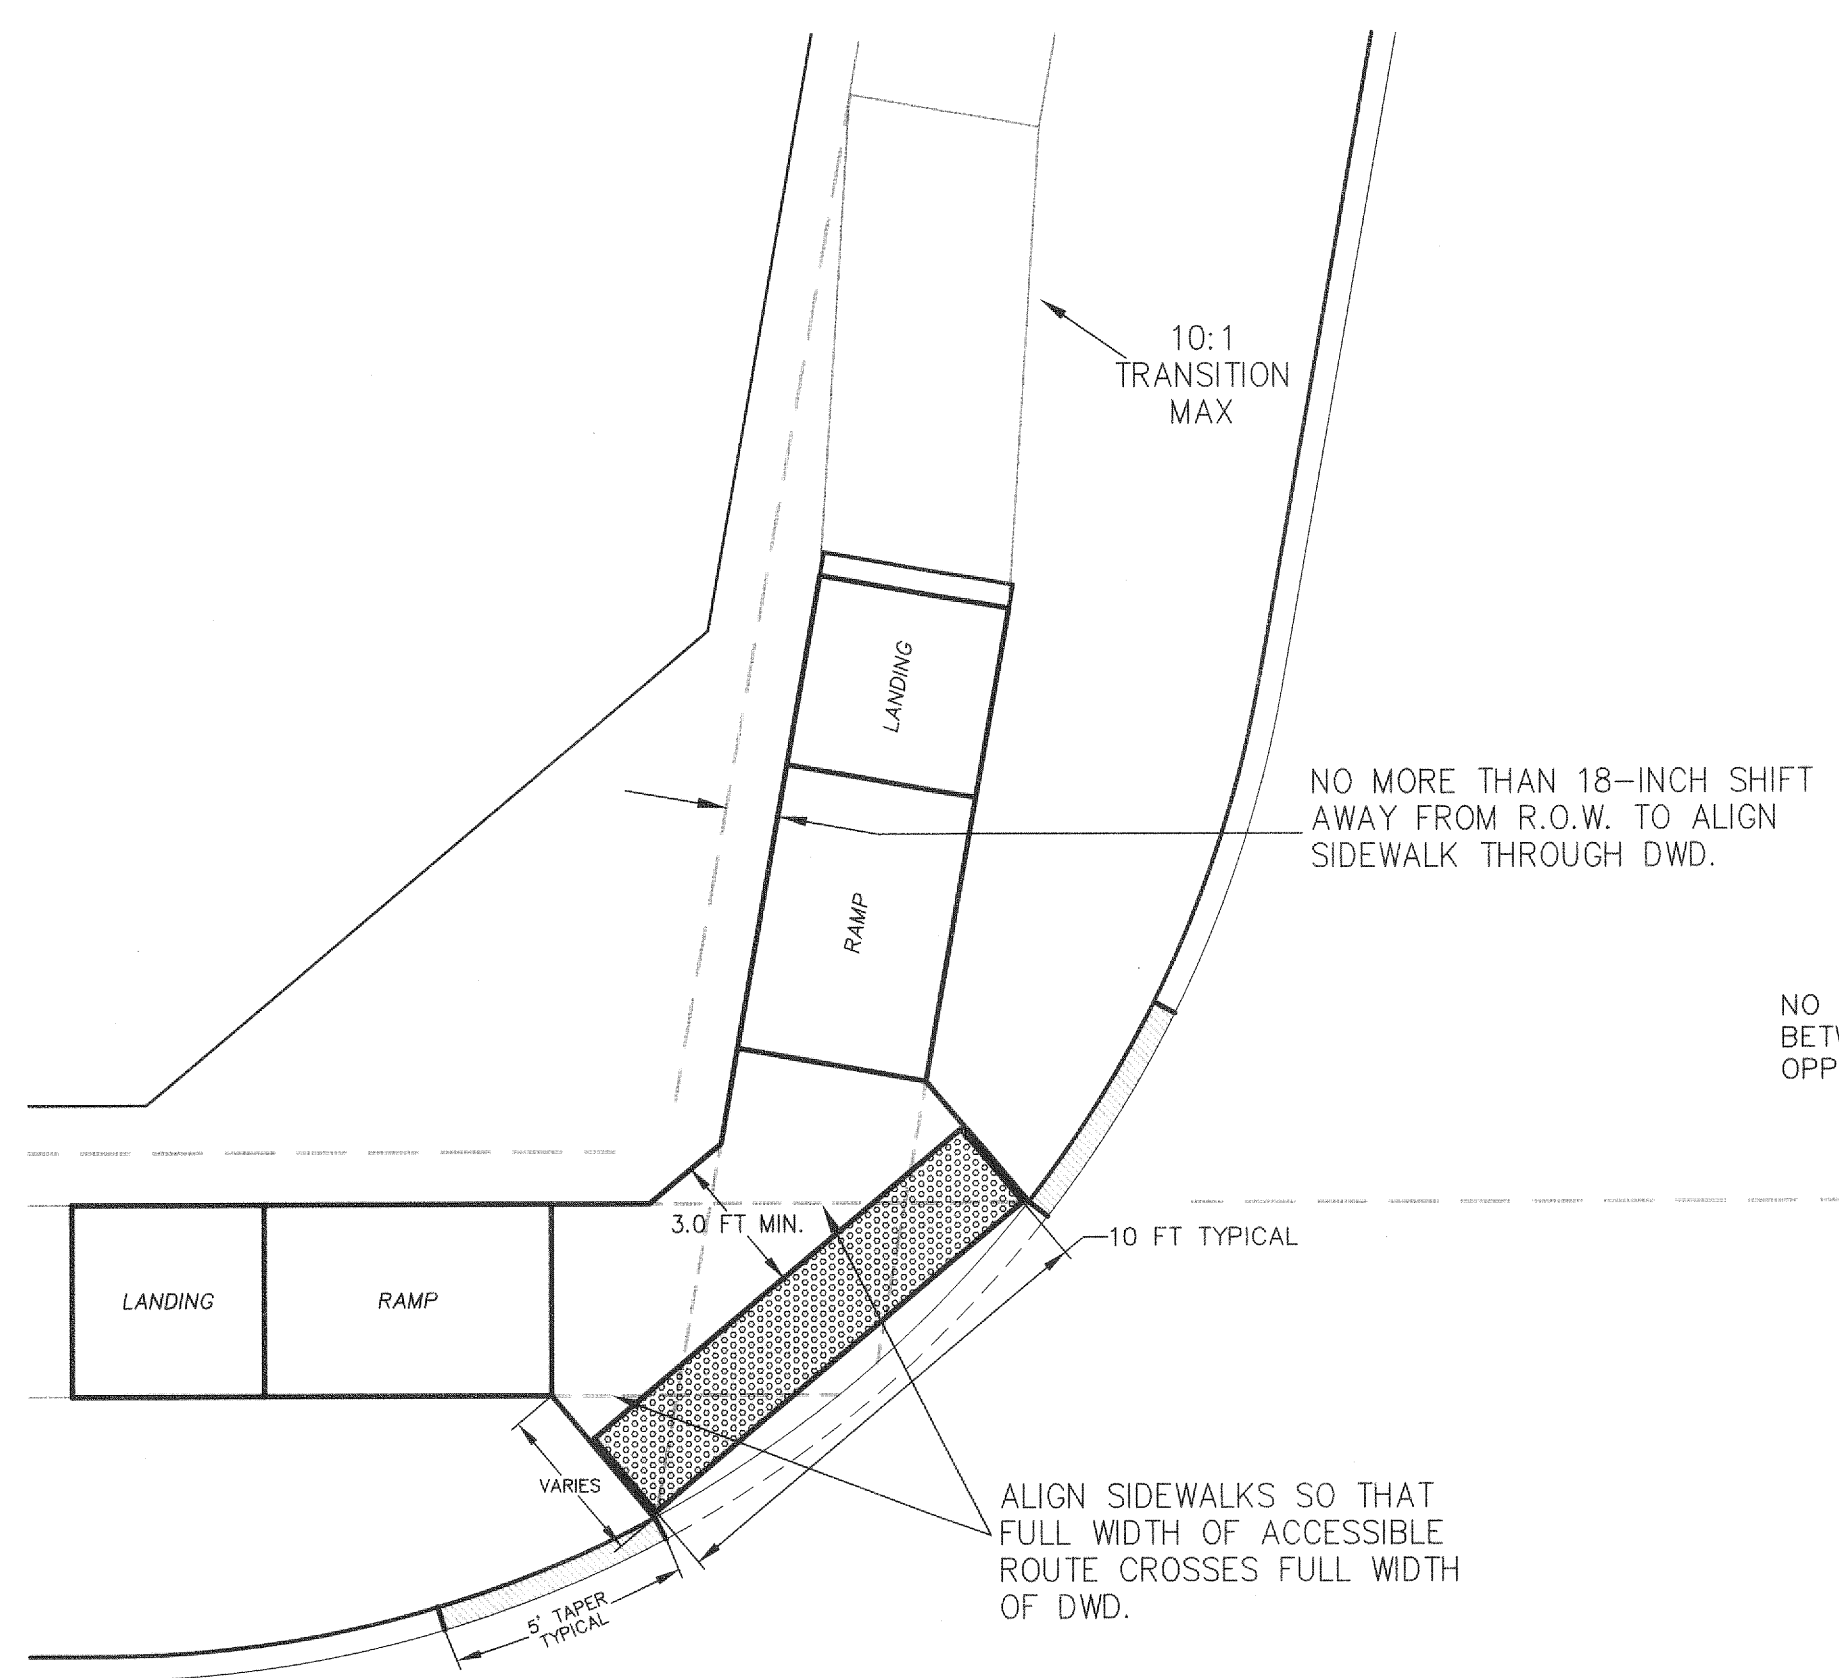 10:1
TRANSITION
MAX
LANDING
NO MORE THAN 18-INCH SHIFT
AWAY FROM R.O.W. TO ALIGN
SIDEWALK THROUGH DWD.
RAMP
NO
OPP
3.0 FT MIN.
10 FT TYPICAL
LANDING
RAMP
VARIES
ALIGN SIDEWALKS SO THAT
FULL WIDTH OF ACCESSIBLE
ROUTE CROSSES FULL WIDTH
OF DWD.
5' TAPER
TYPICAL